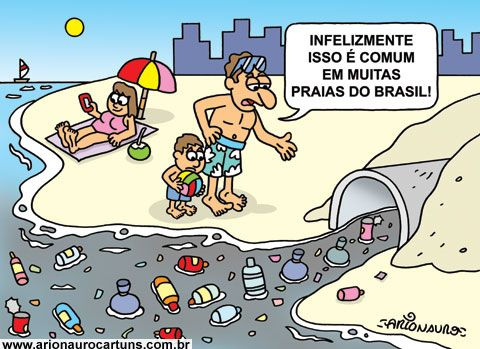 INFELIZMENTE
ISSO É COMUM
EM MUITAS
PRAIAS DO BRASIL!
ARIONAURO
www.arionaurocartuns.com.br